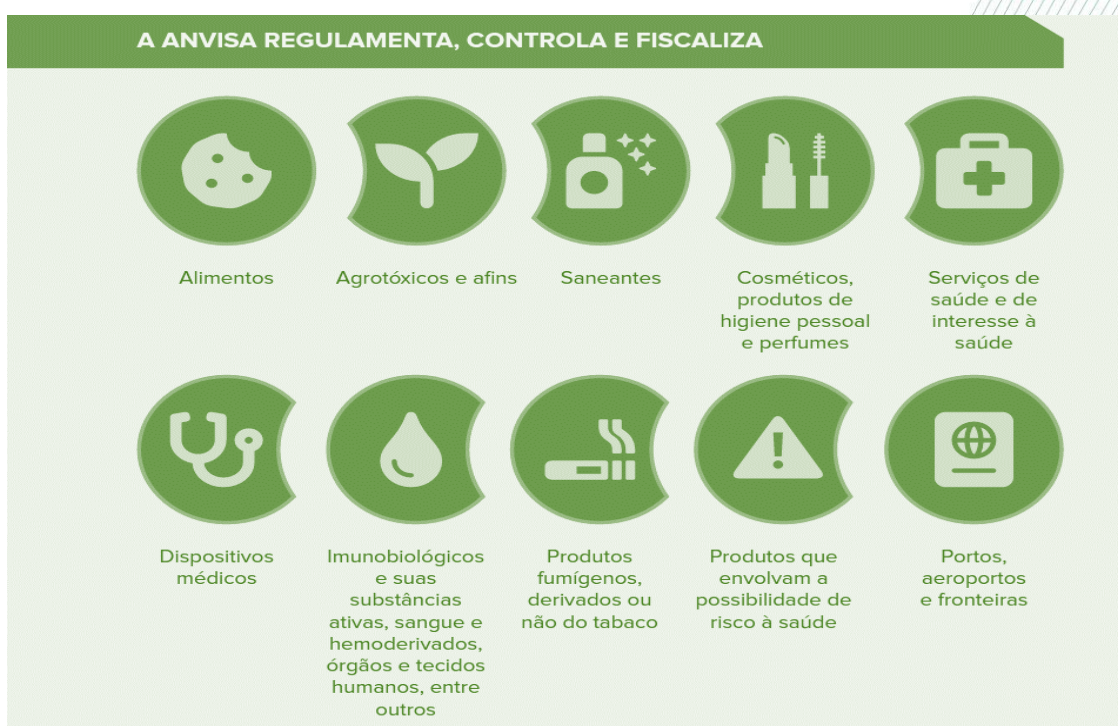 A ANVISA REGULAMENTA, CONTROLA E FISCALIZA
Alimentos
Agrotóxicos e afins
Saneantes
Cosméticos,
produtos de
higiene pessoal
e perfumes
Serviços de
saúde e de
interesse à
saúde
Dispositivos
médicos
Imunobiológicos
e suas
substâncias
ativas, sangue e
hemoderivados,
órgãos e tecidos
humanos, entre
outros
Produtos
fumígenos,
derivados ou
não do tabaco
Produtos que
envolvam a
possibilidade de
risco à saúde
Portos,
aeroportos
e fronteiras